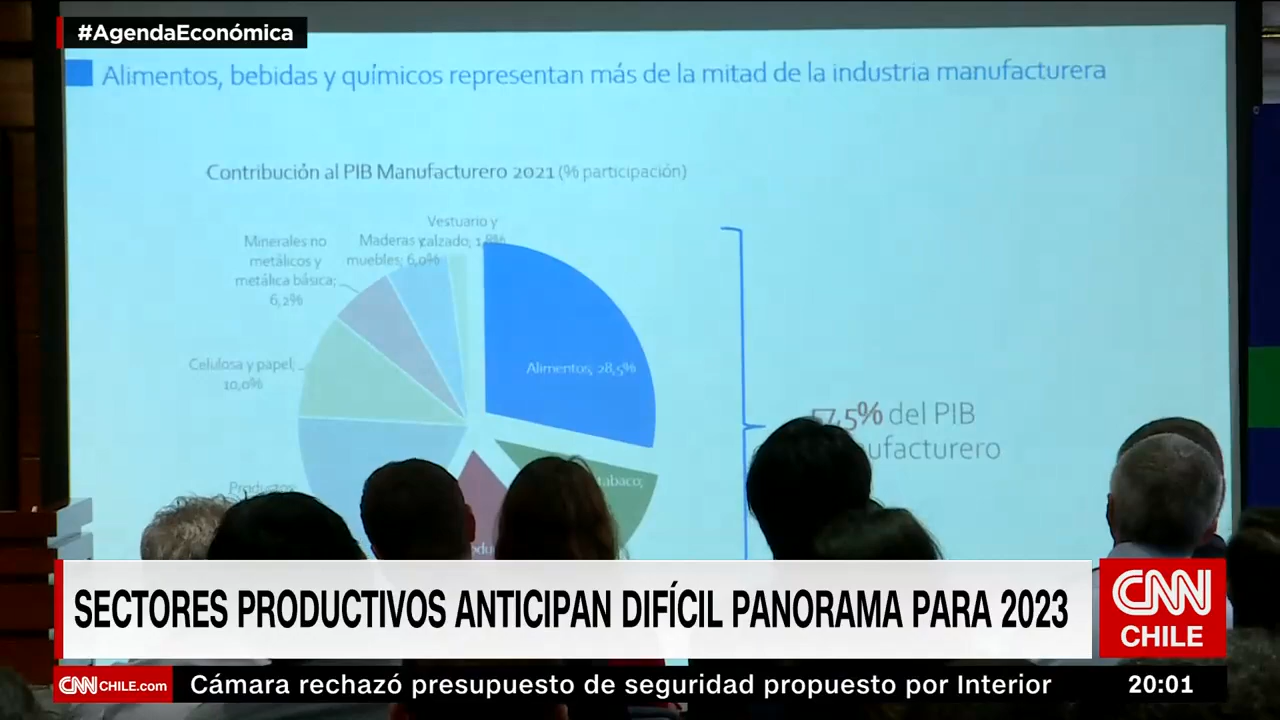 #AgendaEconómica
Alimentos, bebidas y químicos representan más de la mitad de la industria manufacturera
Contribución al PIB Manufacturero 2021 (% participación)
Vestuario y
calzado; 1,8%
Maderas y
muebles; 6,0%
Minerales no
metálicos y
metálica básica;
6,2%
Celulosa y papel;
10,0%
Alimentos; 28,5%
tabaco;
57,5% del PIB
ufacturero
Productos
SECTORES PRODUCTIVOS ANTICIPAN DIFÍCIL PANORAMA PARA 2023
CNN
CHILE
CNNCHILE.com
Cámara rechazó presupuesto de seguridad propuesto por Interior
20:01